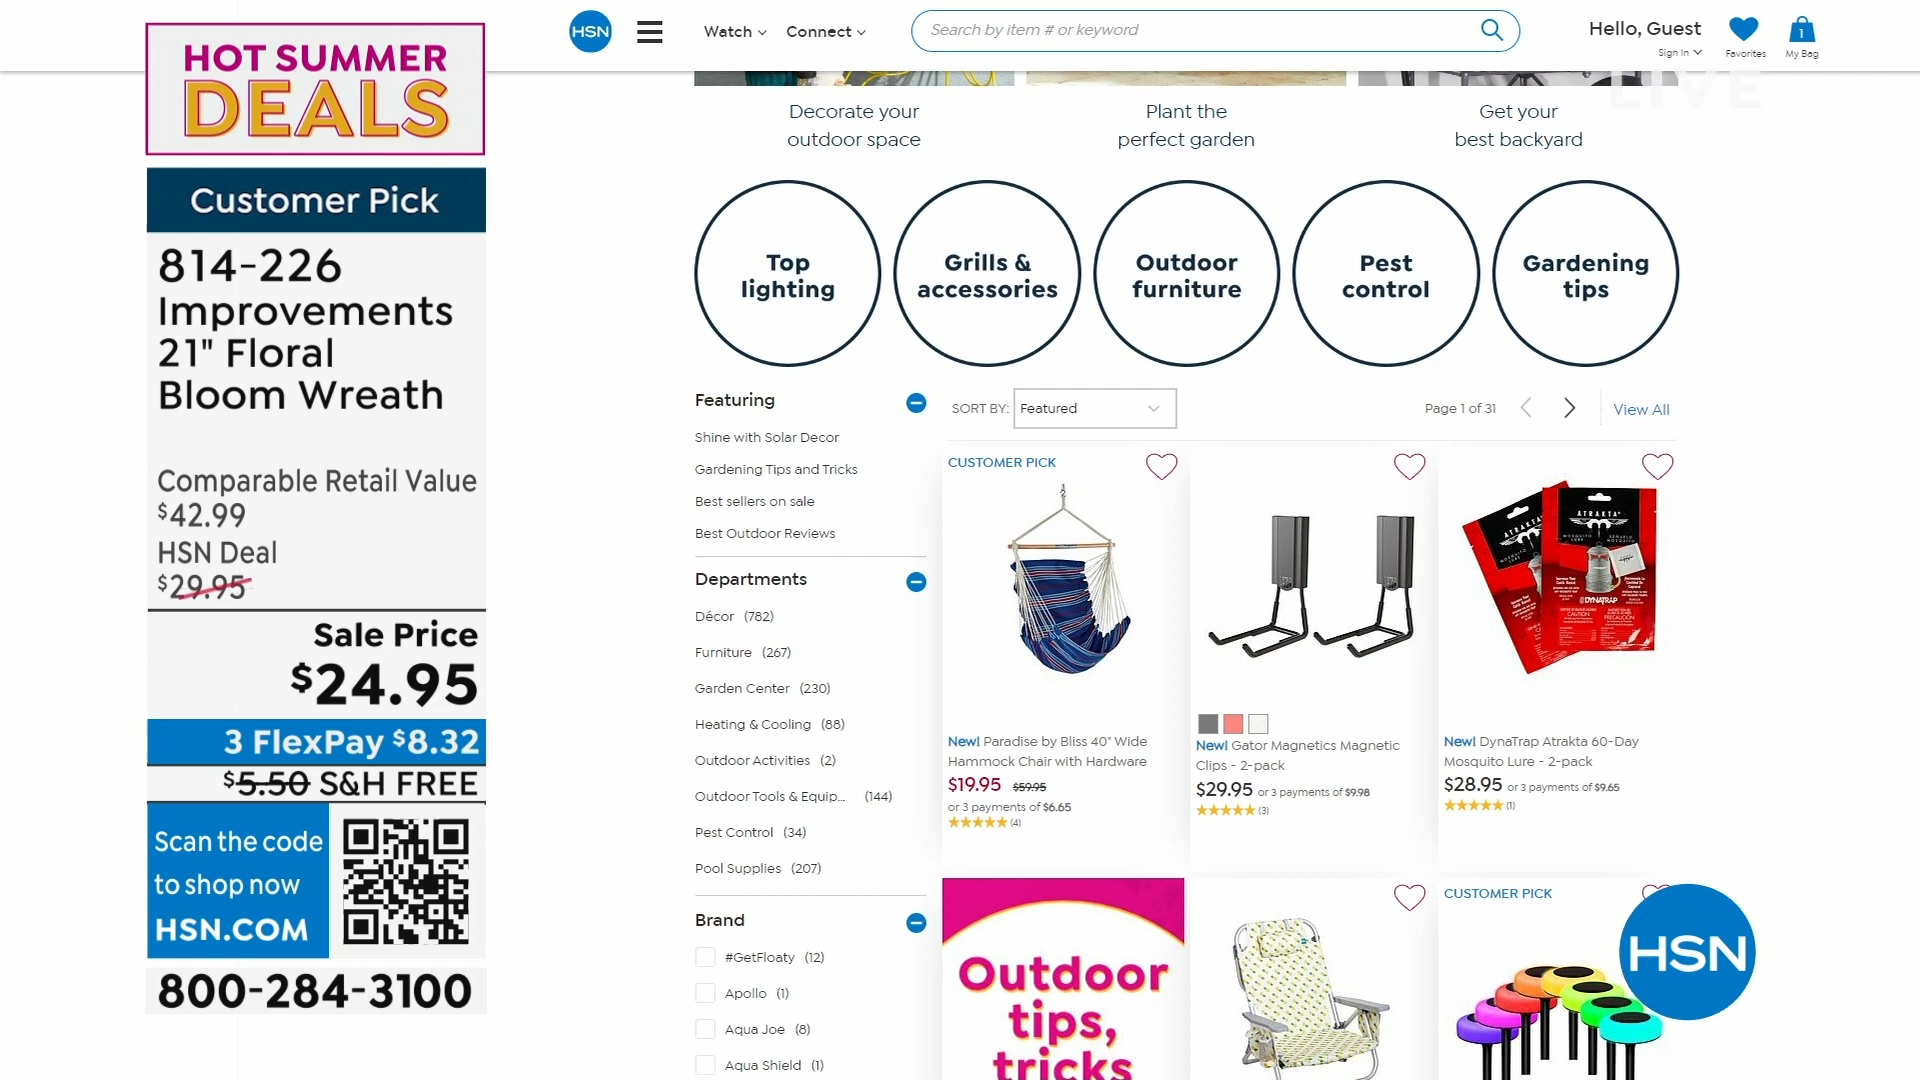 HOT SUMMER
DEALS
Customer Pick
814-226
Improvements
21" Floral
Bloom Wreath
Comparable Retail Value
$42.99
HSN Deal
$29.95
Sale Price
$24.95
3 FlexPay $8.32
$5.50 S&H FREE
Scan the code
to shop now
HSN.COM
800-284-3100
HSN
Watch
Connect
Search by item # or keyword
Hello, Guest
Sign In
Favorites
1
My Bag
LIVE
Decorate your
outdoor space
Plant the
perfect garden
Get your
best backyard
Top
lighting
Grills &
accessories
Outdoor
furniture
Pest
control
Gardening
tips
Featuring
Shine with Solar Decor
Gardening Tips and Tricks
Best sellers on sale
Best Outdoor Reviews
Departments
Décor (782)
Furniture (267)
Garden Center (230)
Heating & Cooling (88)
Outdoor Activities (2)
Outdoor Tools & Equip... (144)
Pest Control (34)
Pool Supplies (207)
Brand
#GetFloaty (12)
Apollo (1)
Aqua Joe (8)
Aqua Shield (1)
SORT BY: Featured
Page 1 of 31
View All
CUSTOMER PICK
New! Paradise by Bliss 40" Wide
Hammock Chair with Hardware
$19.95 $59.95
or 3 payments of $6.65
(4)
New! Gator Magnetics Magnetic
Clips - 2-pack
$29.95 or 3 payments of $9.98
(3)
ATRAKTA
MOSQUITO LURE
DYNATRAP
CAUTION
PRECAUCION
New! DynaTrap Atrakta 60-Day
Mosquito Lure - 2-pack
$28.95 or 3 payments of $9.65
(1)
Outdoor
tips,
tricks
CUSTOMER PICK
HSN